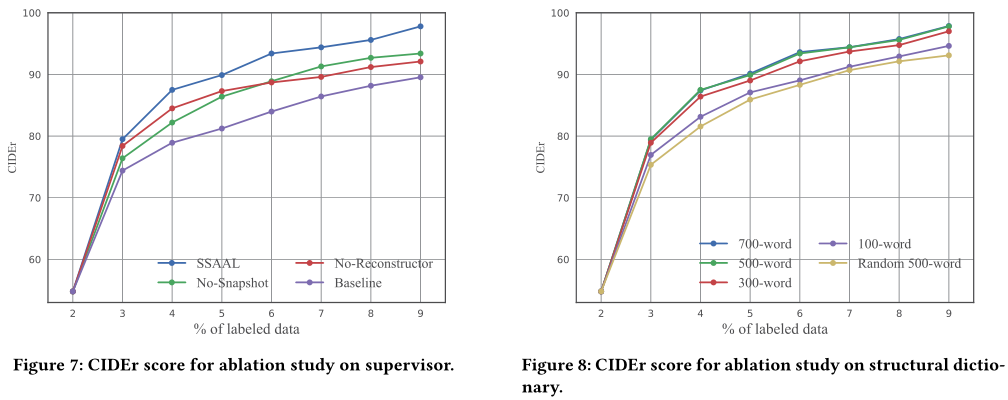 100
90
80
70
60
CIDEr
SSAAL
No-Snapshot
No-Reconstructor
Baseline
2 3 4 5 6 7 8 9
% of labeled data
Figure 7: CIDEr score for ablation study on supervisor.
100
90
80
70
60
CIDEr
700-word
500-word
300-word
100-word
Random 500-word
2 3 4 5 6 7 8 9
% of labeled data
Figure 8: CIDEr score for ablation study on structural dictio-
nary.